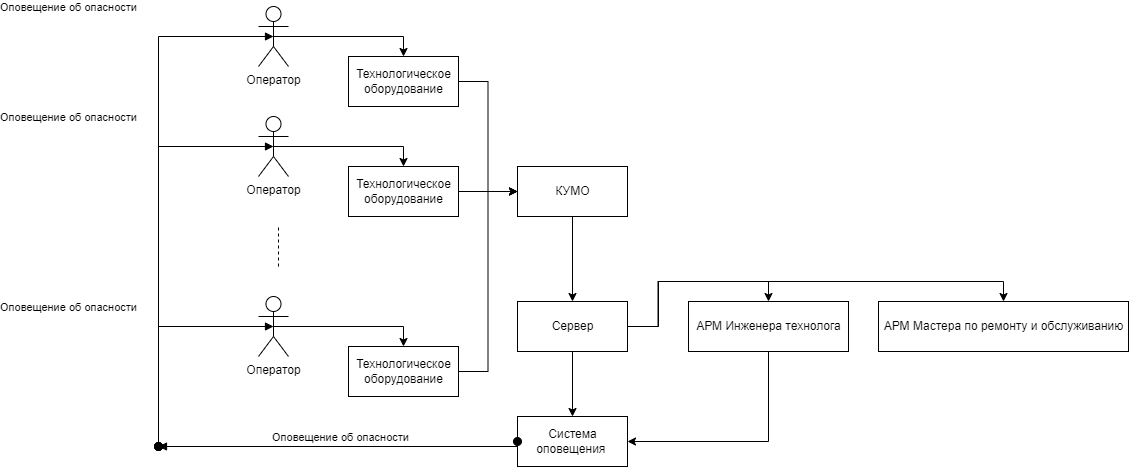 Оповещение об опасности
Оператор
Технологическое
оборудование
Оповещение об опасности
Оператор
Технологическое
оборудование
КУМО
Оповещение об опасности
Оператор
Технологическое
оборудование
Сервер
АРМ Инженера технолога
АРМ Мастера по ремонту и обслуживанию
Оповещение об опасности
Система
оповещения